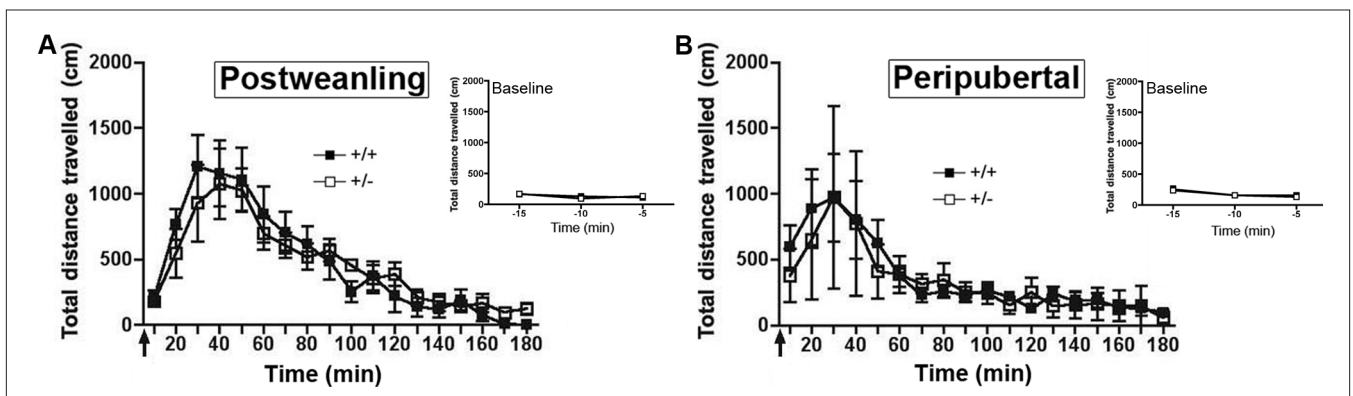 A
Total distance travelled (cm)
2000
1500
1000
500
0
Postweanling
+/+
+/-
20 40 60 80 100 120 140 160 180
Time (min)
Baseline
Total distance travelled (cm)
2000
1500
1000
500
0
-15 -10 -5
Time (min)
B
Total distance travelled (cm)
2000
1500
1000
500
0
Peripubertal
+/+
+/-
20 40 60 80 100 120 140 160 180
Time (min)
Baseline
Total distance travelled (cm)
2000
1500
1000
500
0
-15 -10 -5
Time (min)